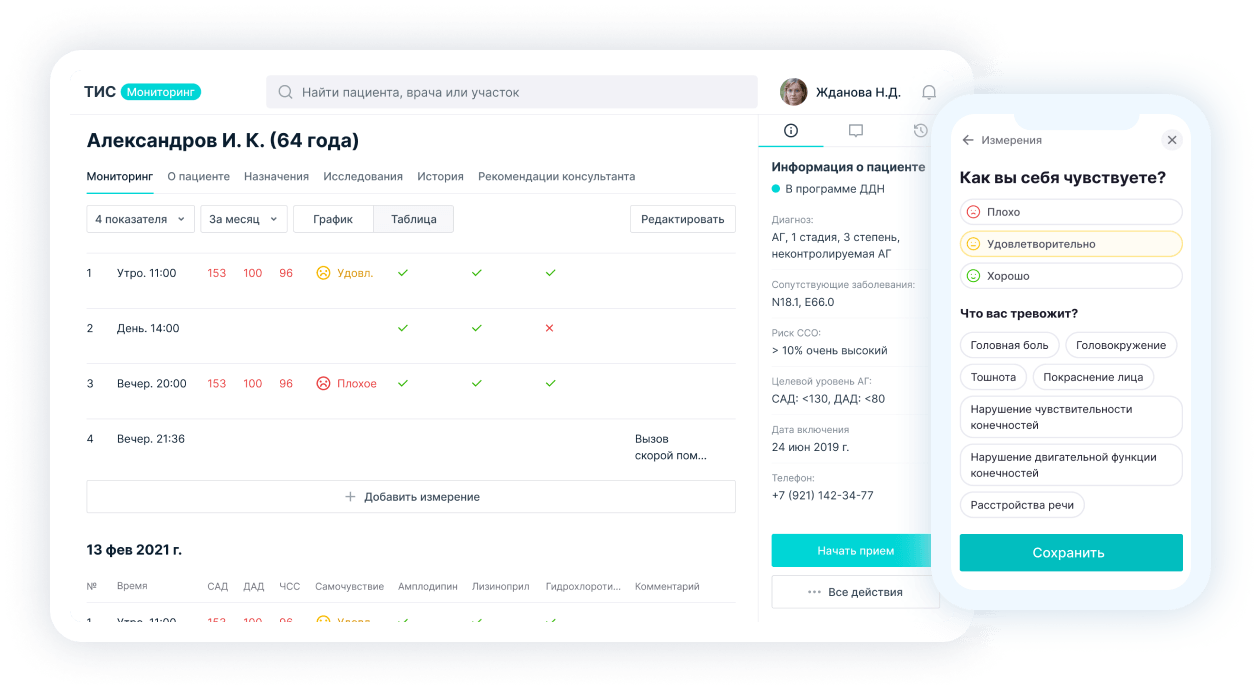 ТИС Мониторинг
Найти пациента, врача или участок
Жданова Н.Д.
Александров И. К. (64 года)
Мониторинг О пациенте Назначения Исследования История Рекомендации консультанта
4 показателя За месяц График Таблица Редактировать
1 Утро. 11:00 153 100 96 Удовл.
2 День. 14:00
3 Вечер. 20:00 153 100 96 Плохое
4 Вечер. 21:36 Вызов
скорой пом...
+ Добавить измерение
13 фев 2021 г.
№ Время САД ДАД ЧСС Самочувствие Амплодипин Лизиноприл Гидрохлороти... Комментарий
1 Утро. 11:00 153 100 96 Удовл.
Информация о пациенте
В программе ДДН
Диагноз:
АГ, 1 стадия, 3 степень,
неконтролируемая АГ
Сопутствующие заболевания:
N18.1, E66.0
Риск ССО:
> 10% очень высокий
Целевой уровень АГ:
САД: <130, ДАД: <80
Дата включения
24 июн 2019 г.
Телефон:
+7 (921) 142-34-77
Начать прием
Все действия
Измерения
Как вы себя чувствуете?
Плохо
Удовлетворительно
Хорошо
Что вас тревожит?
Головная боль Головокружение
Тошнота Покраснение лица
Нарушение чувствительности
конечностей
Нарушение двигательной функции
конечностей
Расстройства речи
Сохранить